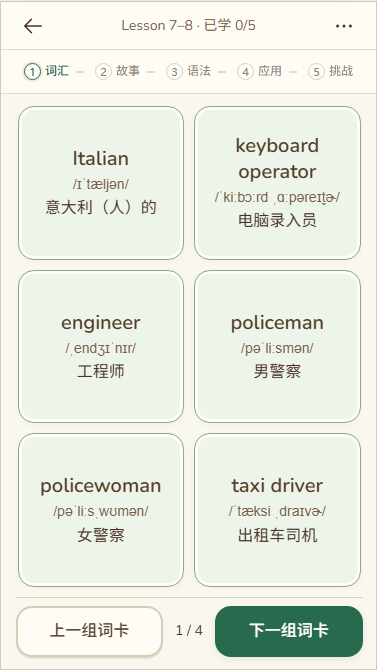 Lesson 7–8 · 已学 0/5
1 词汇 – 2 故事 – 3 语法 – 4 应用 – 5 挑战
Italian
/ɪˈtæljən/
意大利（人）的
keyboard
operator
/ˈkiːbɔːrd ˌɑːpəreɪt̬ɚ/
电脑录入员
engineer
/ˌendʒɪˈnɪr/
工程师
policeman
/pəˈliːsmən/
男警察
policewoman
/pəˈliːsˌwʊmən/
女警察
taxi driver
/ˈtæksi ˌdraɪvɚ/
出租车司机
上一组词卡
1 / 4
下一组词卡